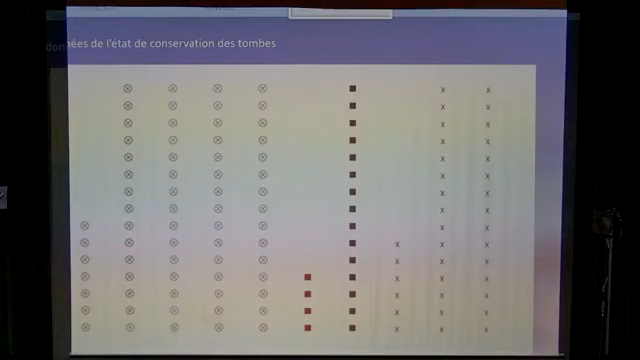 données de l'état de conservation des tombes
⊗ ⊗ ⊗ ⊗ ■ x x
⊗ ⊗ ⊗ ⊗ ■ x x
⊗ ⊗ ⊗ ⊗ ■ x x
⊗ ⊗ ⊗ ⊗ ■ x x
⊗ ⊗ ⊗ ⊗ ■ x x
⊗ ⊗ ⊗ ⊗ ■ x x
⊗ ⊗ ⊗ ⊗ ■ x x
⊗ ⊗ ⊗ ⊗ ■ x x
⊗ ⊗ ⊗ ⊗ ⊗ ■ x x
⊗ ⊗ ⊗ ⊗ ⊗ ■ x x x
⊗ ⊗ ⊗ ⊗ ⊗ ■ x x x
⊗ ⊗ ⊗ ⊗ ⊗ ■ ■ x x x
⊗ ⊗ ⊗ ⊗ ⊗ ■ ■ x x x
⊗ ⊗ ⊗ ⊗ ⊗ ■ ■ x x x
⊗ ⊗ ⊗ ⊗ ⊗ ■ ■ x x x